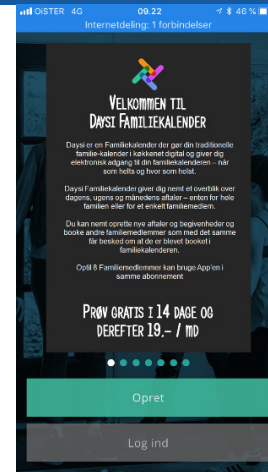 OiSTER 4G 09.22 46 %
Internetdeling: 1 forbindelser
VELKOMMEN TIL
DAYSI FAMILIEKALENDER
Daysi er en Familiekalender der gør din traditionelle
familie-kalender i køkkenet digital og giver dig
elektronisk adgang til din familiekalenderen – når
som helts og hvor som helst.
Daysi Familiekalender giver dig nemt et overblik over
dagens, ugens og månedens aftaler – enten for hele
familien eller for et enkelt familiemedlem.
Du kan nemt oprette nye aftaler og begivenheder og
booke andre familiemedlemmer som med det samme
får besked om at de er blevet booket i
familiekalenderen.
Optil 8 Familiemedlemmer kan bruge App'en i
samme abonnement
PRØV GRATIS I 14 DAGE OG
DEREFTER 19,– / MD
Opret
Log ind